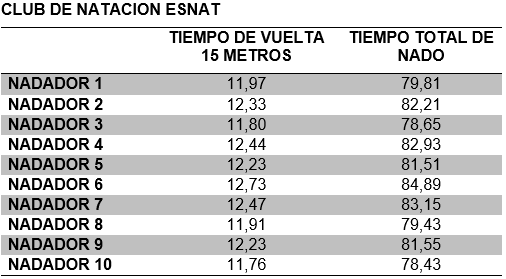 CLUB DE NATACION ESNAT
TIEMPO DE VUELTA 15 METROS TIEMPO TOTAL DE NADO
NADADOR 1 11,97 79,81
NADADOR 2 12,33 82,21
NADADOR 3 11,80 78,65
NADADOR 4 12,44 82,93
NADADOR 5 12,23 81,51
NADADOR 6 12,73 84,89
NADADOR 7 12,47 83,15
NADADOR 8 11,91 79,43
NADADOR 9 12,23 81,55
NADADOR 10 11,76 78,43